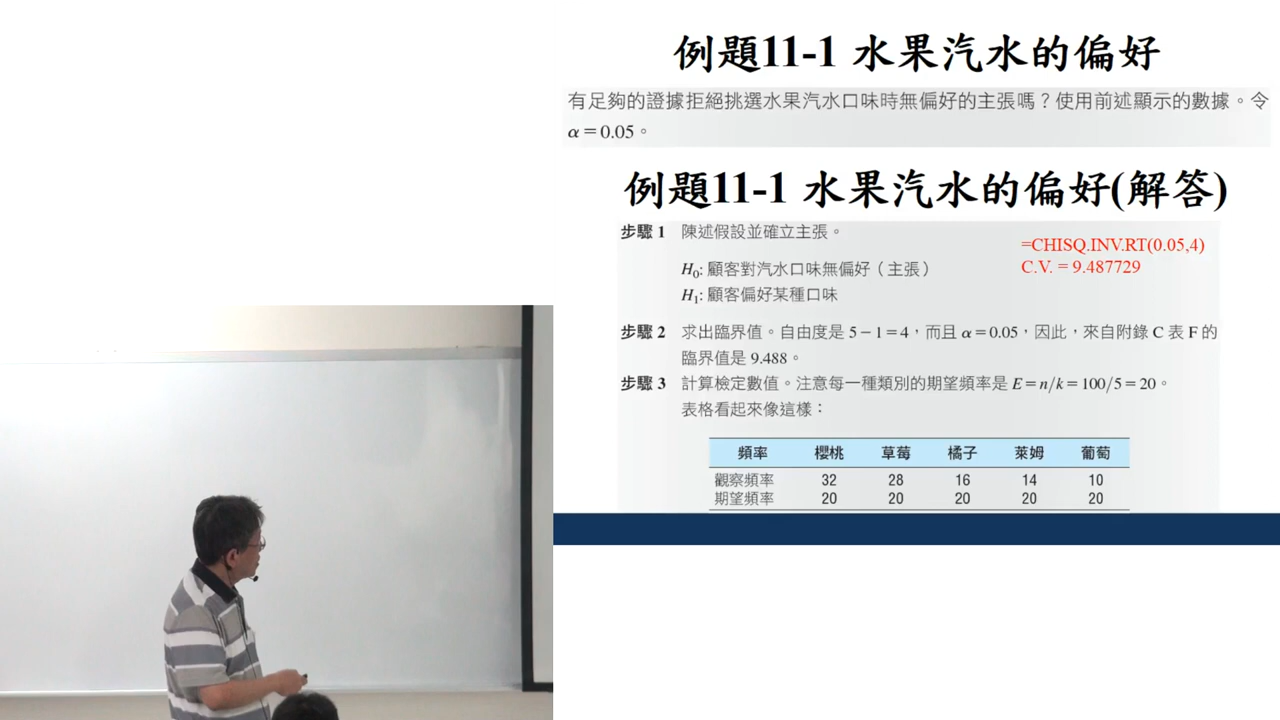 例題11-1 水果汽水的偏好
有足夠的證據拒絕挑選水果汽水口味時無偏好的主張嗎？使用前述顯示的數據。令
α = 0.05。
例題11-1 水果汽水的偏好(解答)
步驟 1 陳述假設並確立主張。
=CHISQ.INV.RT(0.05,4)
C.V. = 9.487729
H₀: 顧客對汽水口味無偏好（主張）
H₁: 顧客偏好某種口味
步驟 2 求出臨界值。自由度是 5 − 1 = 4，而且 α = 0.05，因此，來自附錄 C 表 F 的
臨界值是 9.488。
步驟 3 計算檢定數值。注意每一種類別的期望頻率是 E = n/k = 100/5 = 20。
表格看起來像這樣：
頻率 櫻桃 草莓 橘子 萊姆 葡萄
觀察頻率 32 28 16 14 10
期望頻率 20 20 20 20 20